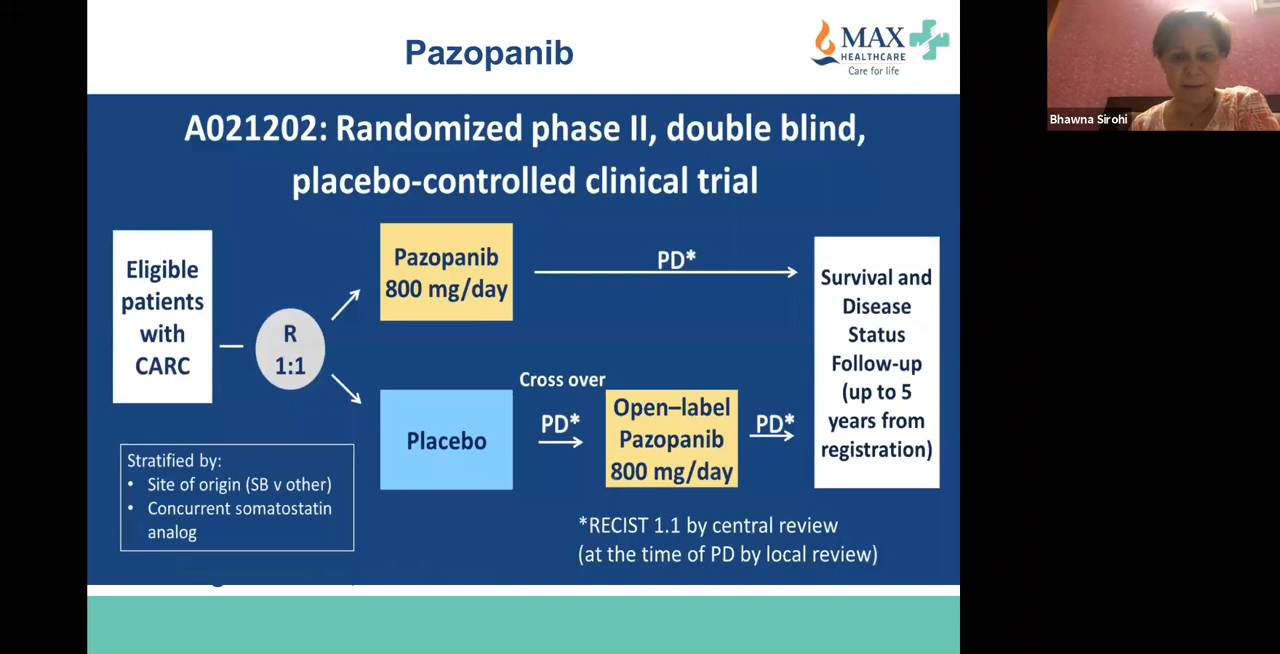 Pazopanib
MAX
HEALTHCARE
Care for life
Bhawna Sirohi
A021202: Randomized phase II, double blind,
placebo-controlled clinical trial
Eligible
patients
with
CARC
R
1:1
Pazopanib
800 mg/day
PD*
Placebo
Cross over
PD*
Open–label
Pazopanib
800 mg/day
PD*
Survival and
Disease
Status
Follow-up
(up to 5
years from
registration)
Stratified by:
• Site of origin (SB v other)
• Concurrent somatostatin
analog
*RECIST 1.1 by central review
(at the time of PD by local review)